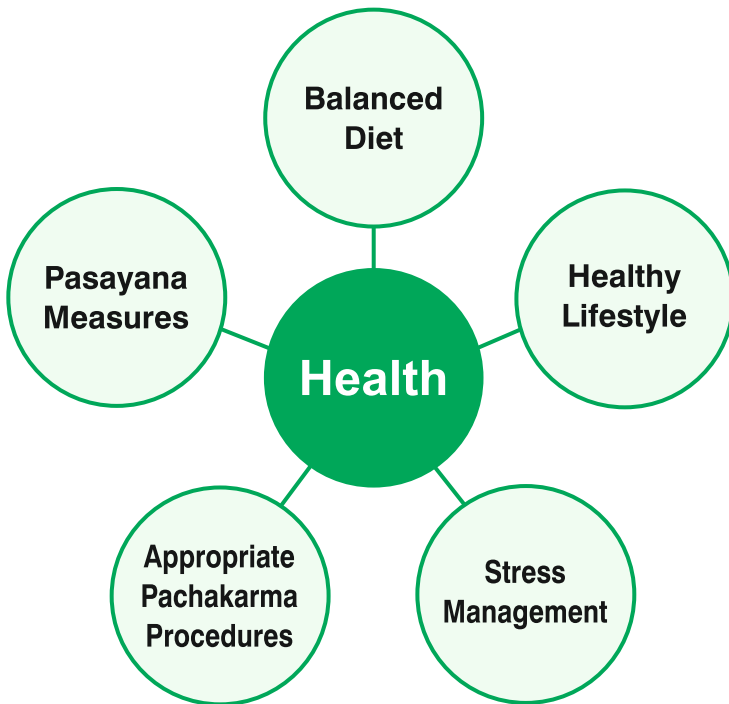 Balanced
Diet
Healthy
Lifestyle
Stress
Management
Appropriate
Pachakarma
Procedures
Pasayana
Measures
Health